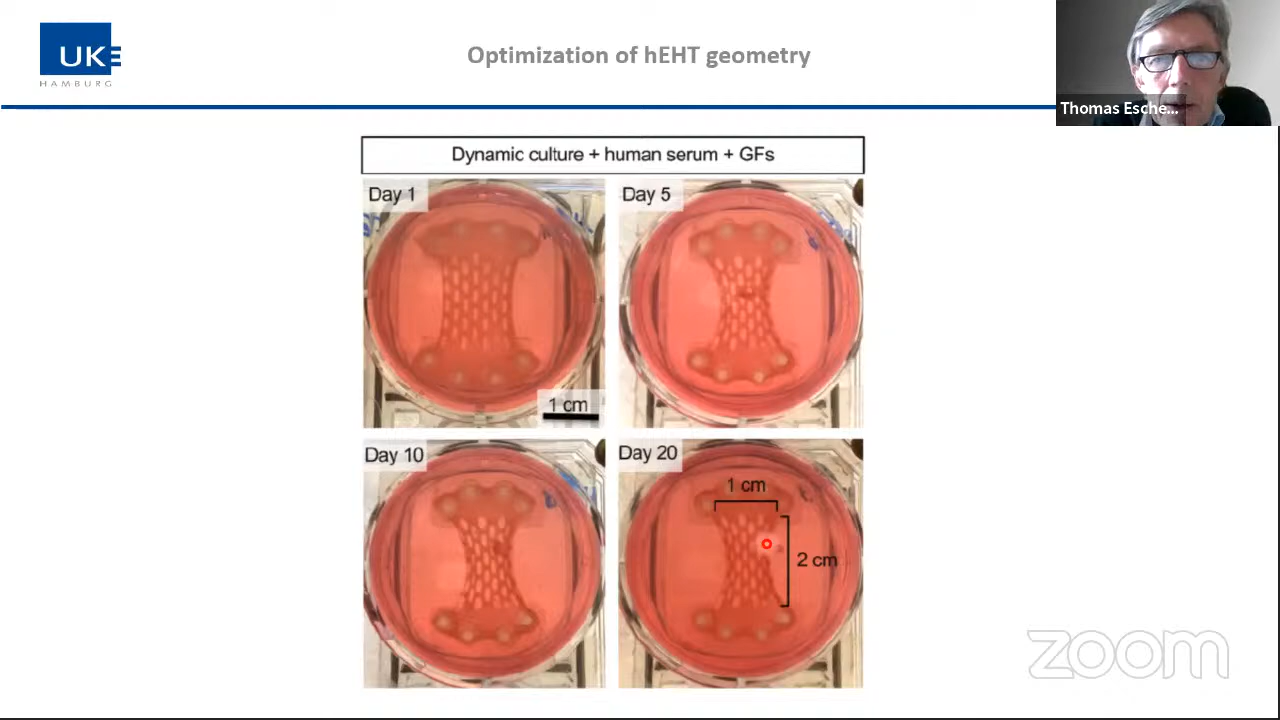 UKE
HAMBURG
Optimization of hEHT geometry
Thomas Esche...
Dynamic culture + human serum + GFs
Day 1
Day 5
1 cm
Day 10
Day 20
1 cm
2 cm
zoom